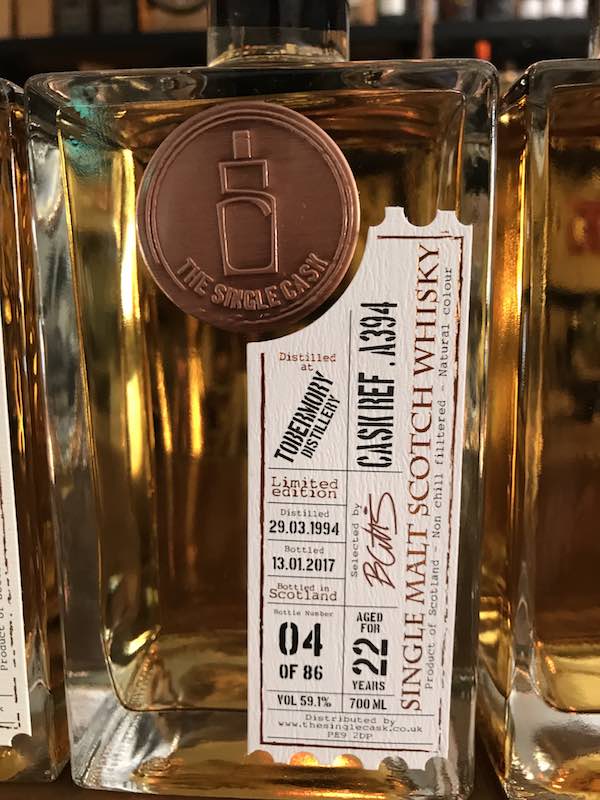 THE SINGLE CASK
Distilled
at
TOBERMORY
DISTILLERY
CASK REF. A394
Limited
edition
Distilled
29.03.1994
Bottled
13.01.2017
Bottled in
Scotland
Selected by
Bottle Number
04
OF 86
AGED
FOR
22
YEARS
VOL 59.1%
700 ML
Distributed by
www.thesinglecask.co.uk
PE9 2DP
SINGLE MALT SCOTCH WHISKY
Product of Scotland - Non chill filltered - Natural colour
Product of